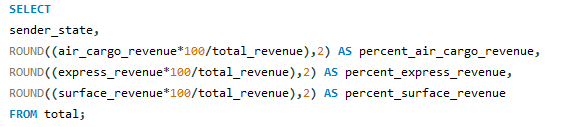 SELECT
sender_state,
ROUND((air_cargo_revenue*100/total_revenue),2) AS percent_air_cargo_revenue,
ROUND((express_revenue*100/total_revenue),2) AS percent_express_revenue,
ROUND((surface_revenue*100/total_revenue),2) AS percent_surface_revenue
FROM total;